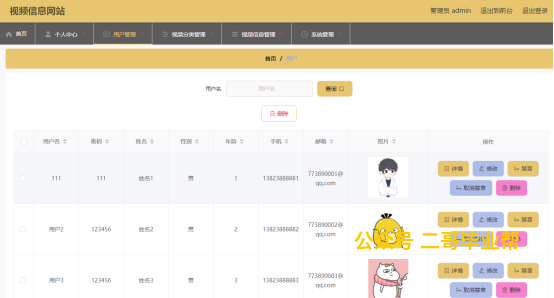 视频信息网站 管理员 admin 退出到前台 退出登录
首页 个人中心 用户管理 视频分类管理 视频信息管理 系统管理
首页 / 用户
用户名 用户名 查询
删除
用户名 密码 姓名 性别 年龄 手机 邮箱 照片 操作
111 111 姓名1 男 1 13823888881 773890001@qq.com 详情 修改 禁言
取消禁言 删除
用户2 123456 姓名2 男 2 13823888882 773890002@qq.com 详情 修改 禁言
公众号 二哥毕业帮
用户3 123456 姓名3 男 3 13823888883 773890003@qq.com 详情 修改 禁言
取消禁言 删除